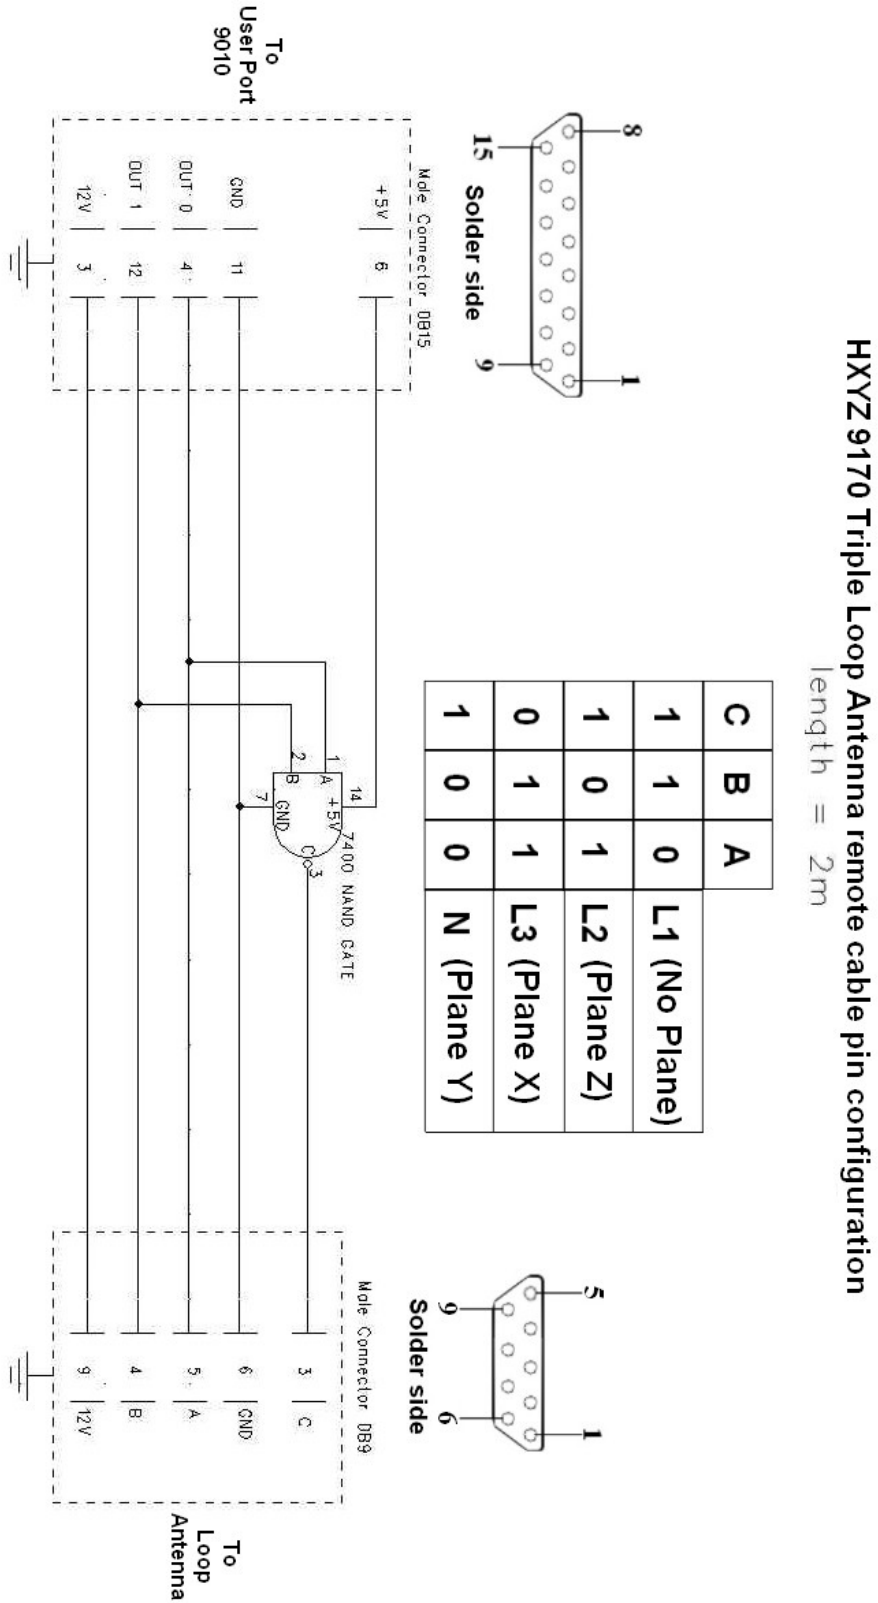 HXYZ 9170 Triple Loop Antenna remote cable pin configuration
length = 2m
8
1
15
9
Solder side
5
1
9
6
Solder side
C B A
1 1 0 L1 (No Plane)
1 0 1 L2 (Plane Z)
0 1 1 L3 (Plane X)
1 0 0 N (Plane Y)
Male Connector DB15
+5V 6
GND 11
OUT 0 4
OUT 1 12
12V 3
To
User Port
9010
7400 NAND GATE
14
+5V
1
A
2
B
7
GND
C
3
Male Connector DB9
3 C
6 GND
5 A
4 B
9 12V
To
Loop
Antenna